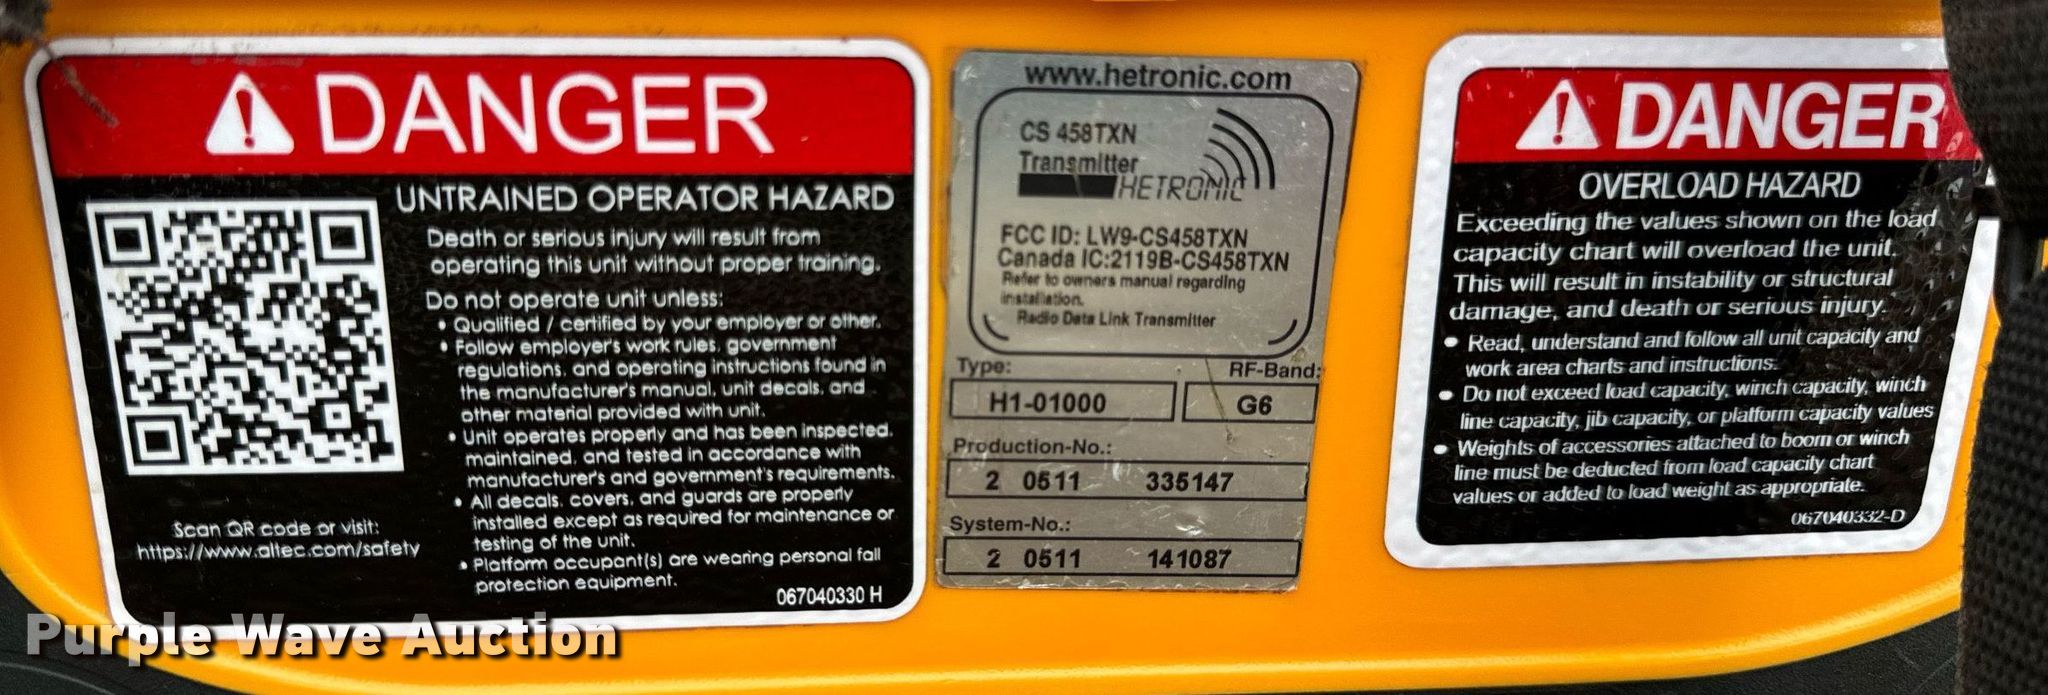 DANGER
UNTRAINED OPERATOR HAZARD
Death or serious injury will result from
operating this unit without proper training.
Do not operate unit unless:
• Qualified / certified by your employer or other.
• Follow employer's work rules, government
regulations, and operating instructions found in
the manufacturer's manual, unit decals, and
other material provided with unit.
• Unit operates properly and has been inspected,
maintained, and tested in accordance with
manufacturer's and government's requirements.
• All decals, covers, and guards are properly
installed except as required for maintenance or
testing of the unit.
• Platform occupant(s) are wearing personal fall
protection equipment.
Scan QR code or visit:
https://www.altec.com/safety
067040330 H
www.hetronic.com
CS 458TXN
Transmitter
HETRONIC
FCC ID: LW9-CS458TXN
Canada IC:2119B-CS458TXN
Refer to owners manual regarding
installation.
Radio Data Link Transmitter
Type:
RF-Band:
H1-01000
G6
Production-No.:
2 0511 335147
System-No.:
2 0511 141087
DANGER
OVERLOAD HAZARD
Exceeding the values shown on the load
capacity chart will overload the unit.
This will result in instability or structural
damage, and death or serious injury.
• Read, understand and follow all unit capacity and
work area charts and instructions.
• Do not exceed load capacity, winch capacity, winch
line capacity, jib capacity, or platform capacity values
• Weights of accessories attached to boom or winch
line must be deducted from load capacity chart
values or added to load weight as appropriate.
067040332-D
Purple Wave Auction